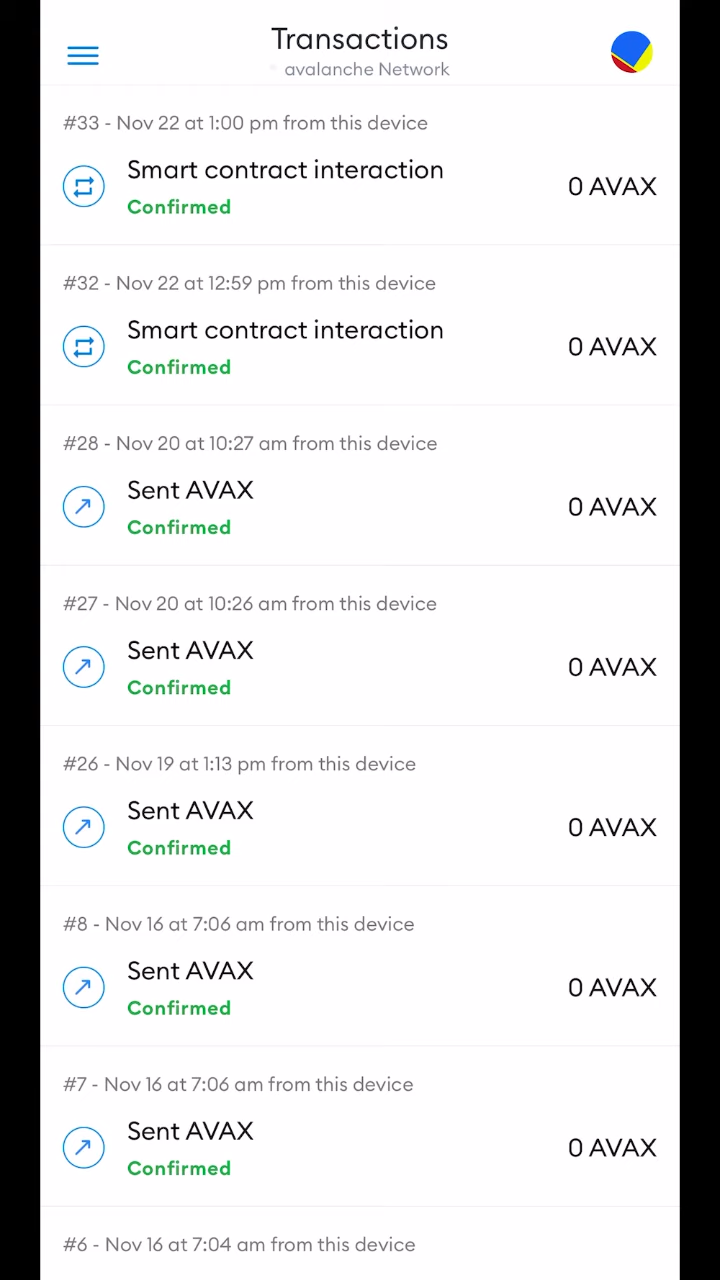 Transactions
avalanche Network
#33 - Nov 22 at 1:00 pm from this device
Smart contract interaction
0 AVAX
Confirmed
#32 - Nov 22 at 12:59 pm from this device
Smart contract interaction
0 AVAX
Confirmed
#28 - Nov 20 at 10:27 am from this device
Sent AVAX
0 AVAX
Confirmed
#27 - Nov 20 at 10:26 am from this device
Sent AVAX
0 AVAX
Confirmed
#26 - Nov 19 at 1:13 pm from this device
Sent AVAX
0 AVAX
Confirmed
#8 - Nov 16 at 7:06 am from this device
Sent AVAX
0 AVAX
Confirmed
#7 - Nov 16 at 7:06 am from this device
Sent AVAX
0 AVAX
Confirmed
#6 - Nov 16 at 7:04 am from this device